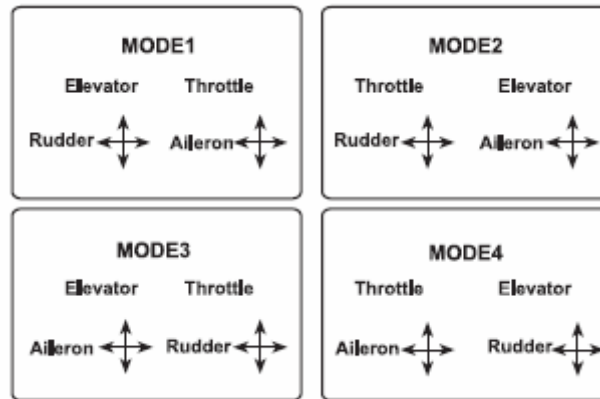 MODE1
Elevator Throttle
Rudder Aileron
MODE2
Throttle Elevator
Rudder Aileron
MODE3
Elevator Throttle
Aileron Rudder
MODE4
Throttle Elevator
Aileron Rudder